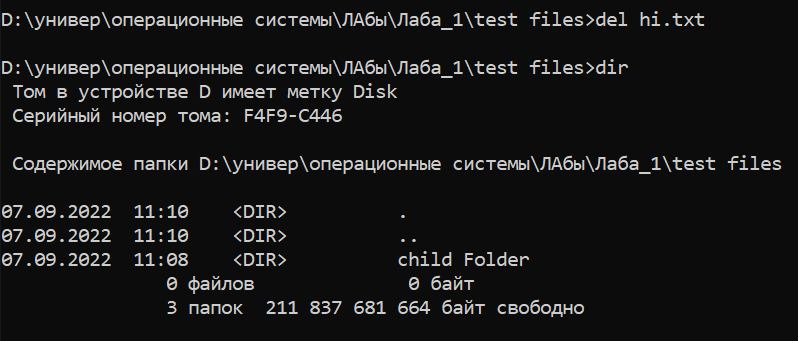 D:\универ\операционные системы\ЛАбы\Лаба_1\test files>del hi.txt
D:\универ\операционные системы\ЛАбы\Лаба_1\test files>dir
Том в устройстве D имеет метку Disk
Серийный номер тома: F4F9-C446
Содержимое папки D:\универ\операционные системы\ЛАбы\Лаба_1\test files
07.09.2022  11:10    <DIR>          .
07.09.2022  11:10    <DIR>          ..
07.09.2022  11:08    <DIR>          child Folder
0 файлов              0 байт
3 папок  211 837 681 664 байт свободно